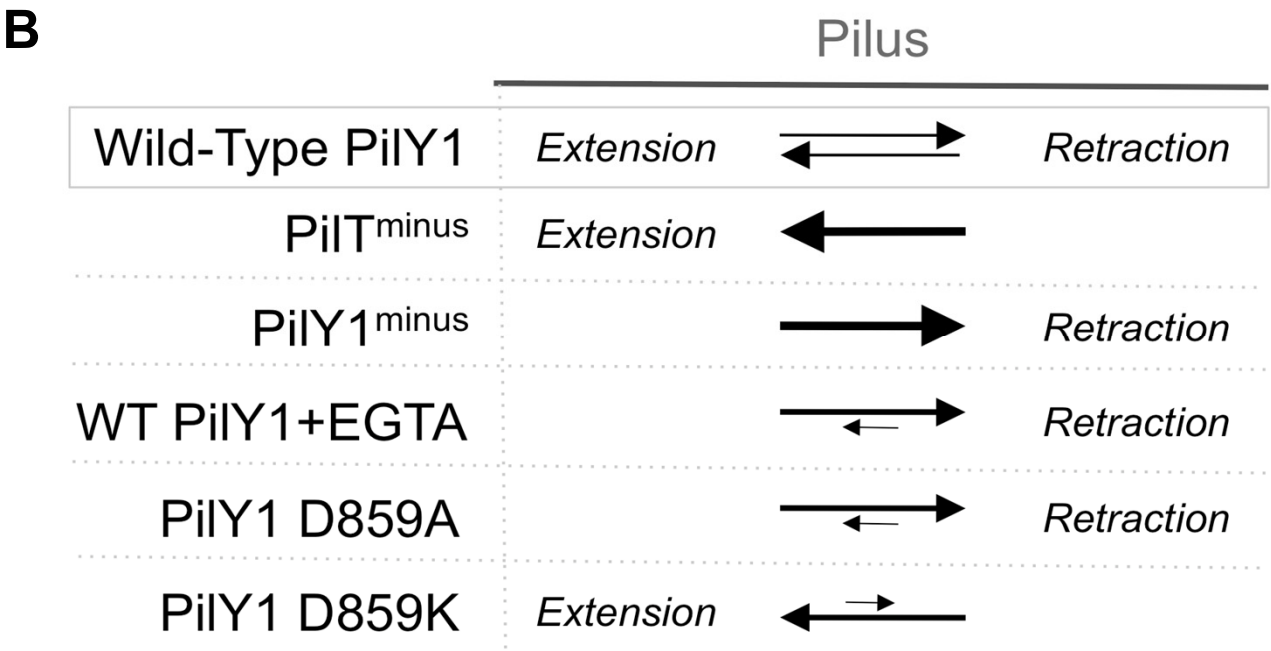 B
Pilus
Wild-Type PilY1 Extension Retraction
PilTminus Extension
PilY1minus Retraction
WT PilY1+EGTA Retraction
PilY1 D859A Retraction
PilY1 D859K Extension